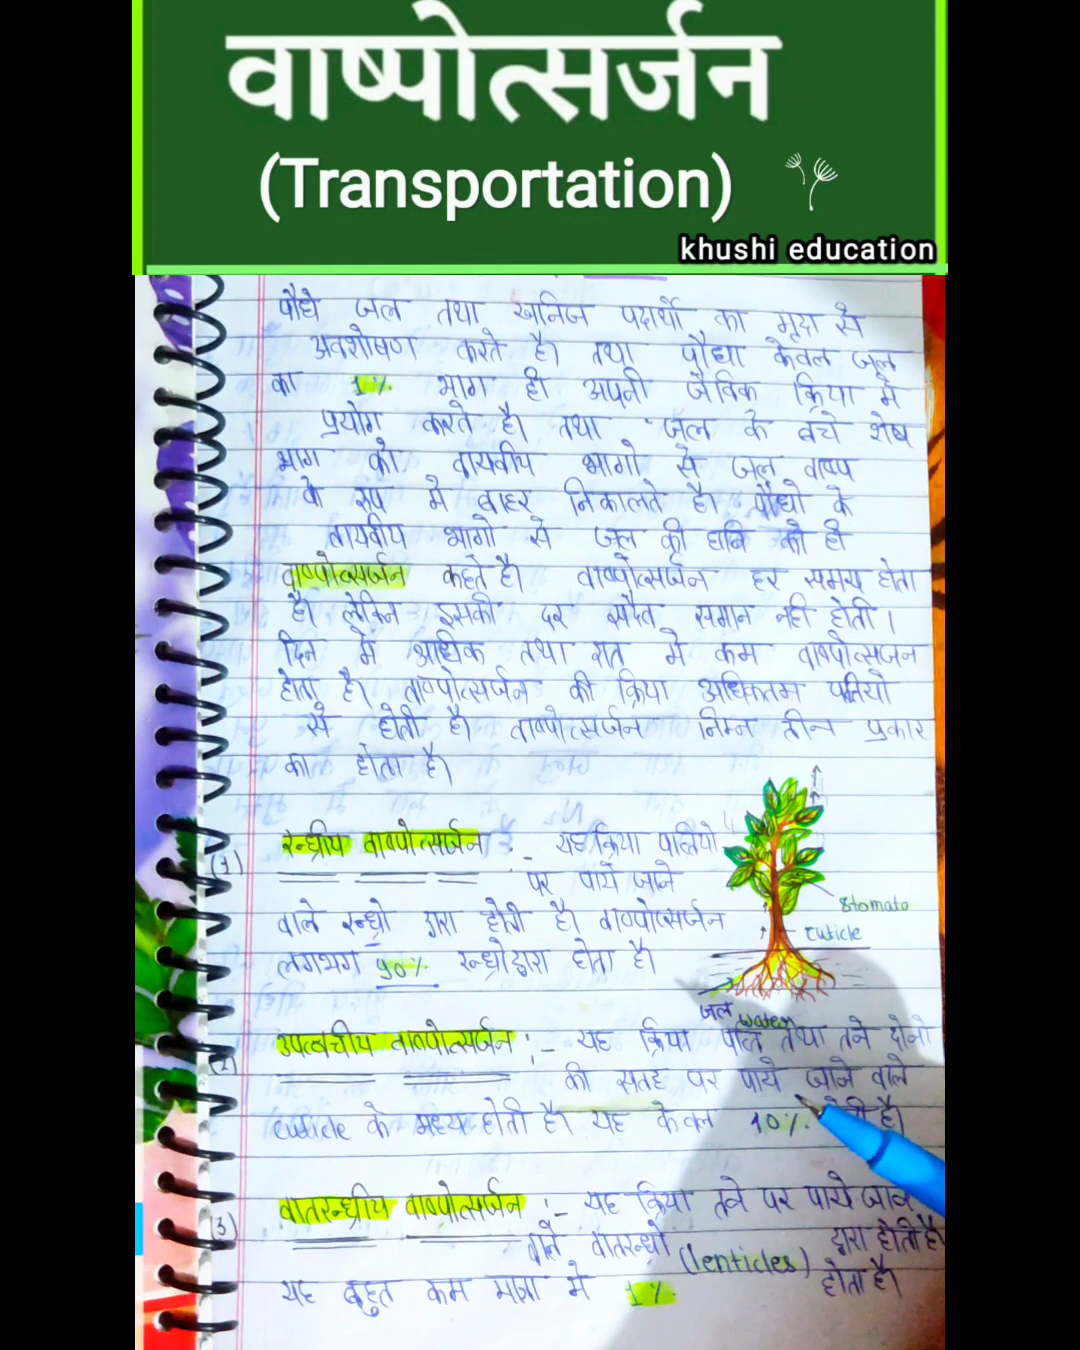 वाष्पोत्सर्जन
(Transportation)
khushi education
पौधे जल तथा खनिज पदार्थो का मृदा से
अवशोषण करते है। तथा पौधा केवल जल
का 1% भाग ही अपनी जैविक क्रिया में
प्रयोग करते है। तथा जल के बचे शेष
भाग को वायवीय भागो से जल वाष्प
के रूप में बाहर निकालते है। पौधो के
वायवीय भागो से जल की हानि को ही
वाष्पोत्सर्जन कहते है। वाष्पोत्सर्जन हर समय होता
है। लेकिन इसकी दर सदैव समान नही होती।
दिन में अधिक तथा रात में कम वाष्पोत्सर्जन
होता है। वाष्पोत्सर्जन की क्रिया अधिकतम पत्तियो
से होती है। वाष्पोत्सर्जन निम्न तीन प्रकार
का होता है।
(1) रन्ध्रीय वाष्पोत्सर्जन :- यह क्रिया पत्तियो
पर पाये जाने
वाले रन्ध्रो द्वारा होती है। वाष्पोत्सर्जन
लगभग 90% रन्ध्रो द्वारा होता है।
stomato
cuticle
जल water
(2) उपत्वचीय वाष्पोत्सर्जन :- यह क्रिया पत्ति तथा तने दोनो
की सतह पर पाये जाने वाले
cuticle के मध्य होती है। यह केवल 10% है।
(3) वातरन्ध्रीय वाष्पोत्सर्जन :- यह क्रिया तने पर पाये जाने
वाले वातरन्ध्रो (lenticles) द्वारा होती है
यह बहुत कम मात्रा में 1% होता है।